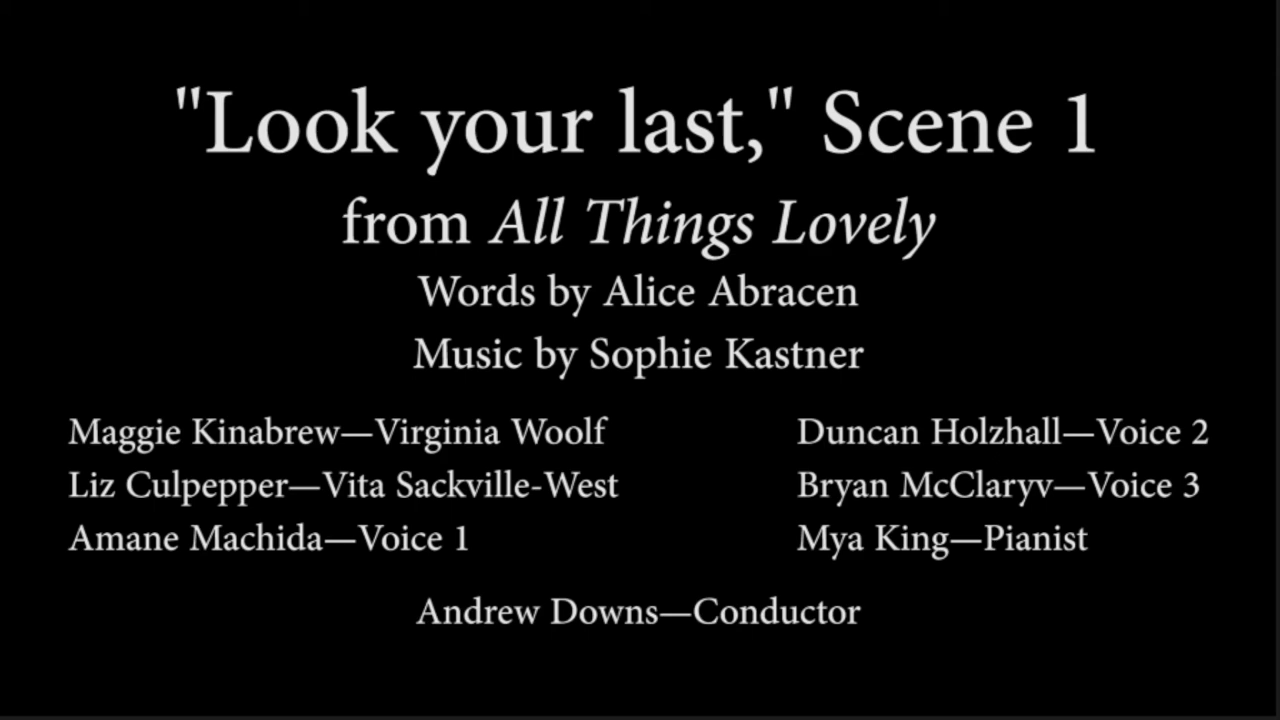 "Look your last," Scene 1
from All Things Lovely
Words by Alice Abracen
Music by Sophie Kastner
Maggie Kinabrew—Virginia Woolf
Liz Culpepper—Vita Sackville-West
Amane Machida—Voice 1
Duncan Holzhall—Voice 2
Bryan McClaryv—Voice 3
Mya King—Pianist
Andrew Downs—Conductor